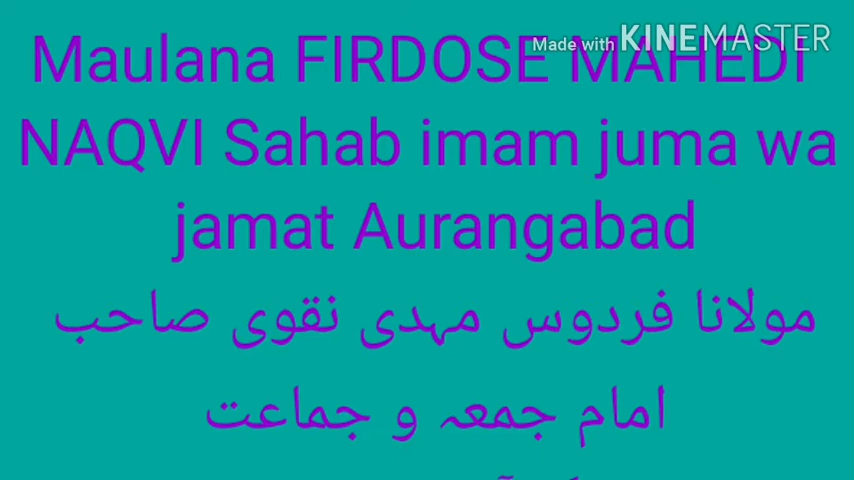 Made with KINEMASTER
Maulana FIRDOSE MAHEDI
NAQVI Sahab imam juma wa
jamat Aurangabad
مولانا فردوس مہدی نقوی صاحب
امام جمعہ و جماعت